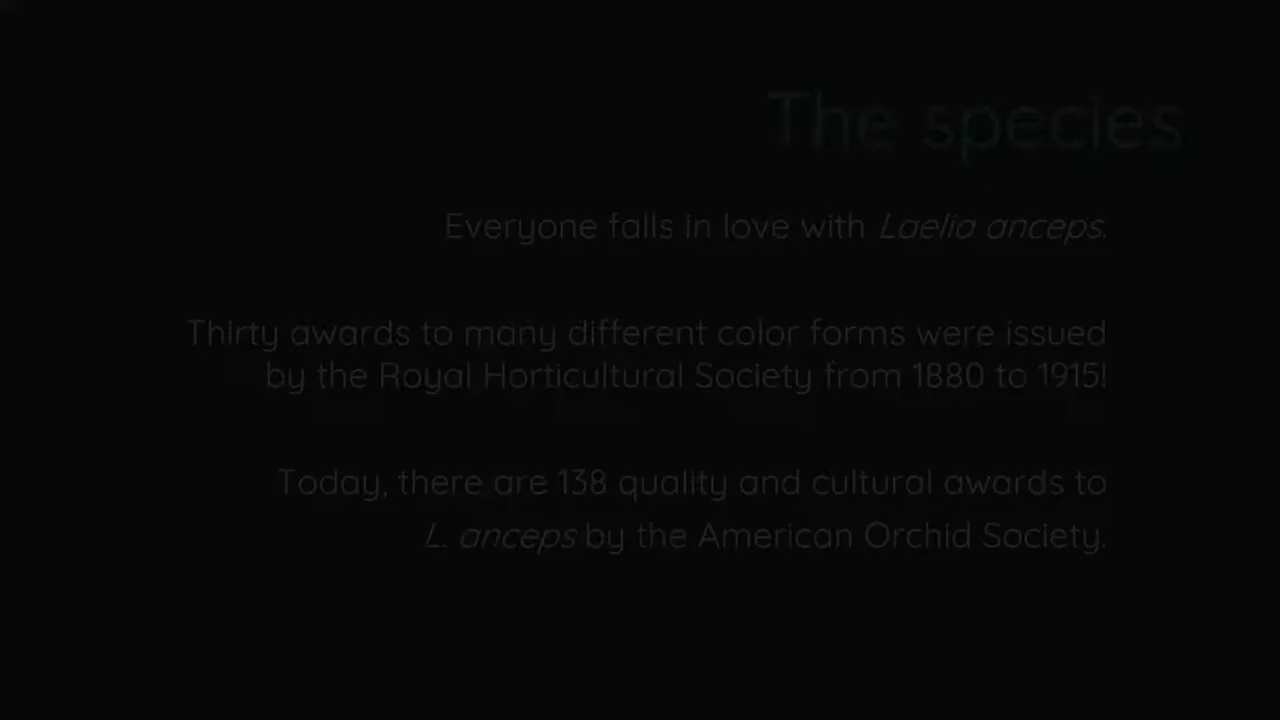 The species
Everyone falls in love with Laelia anceps.
Thirty awards to many different color forms were issued
by the Royal Horticultural Society from 1880 to 1915!
Today, there are 138 quality and cultural awards to
L. anceps by the American Orchid Society.